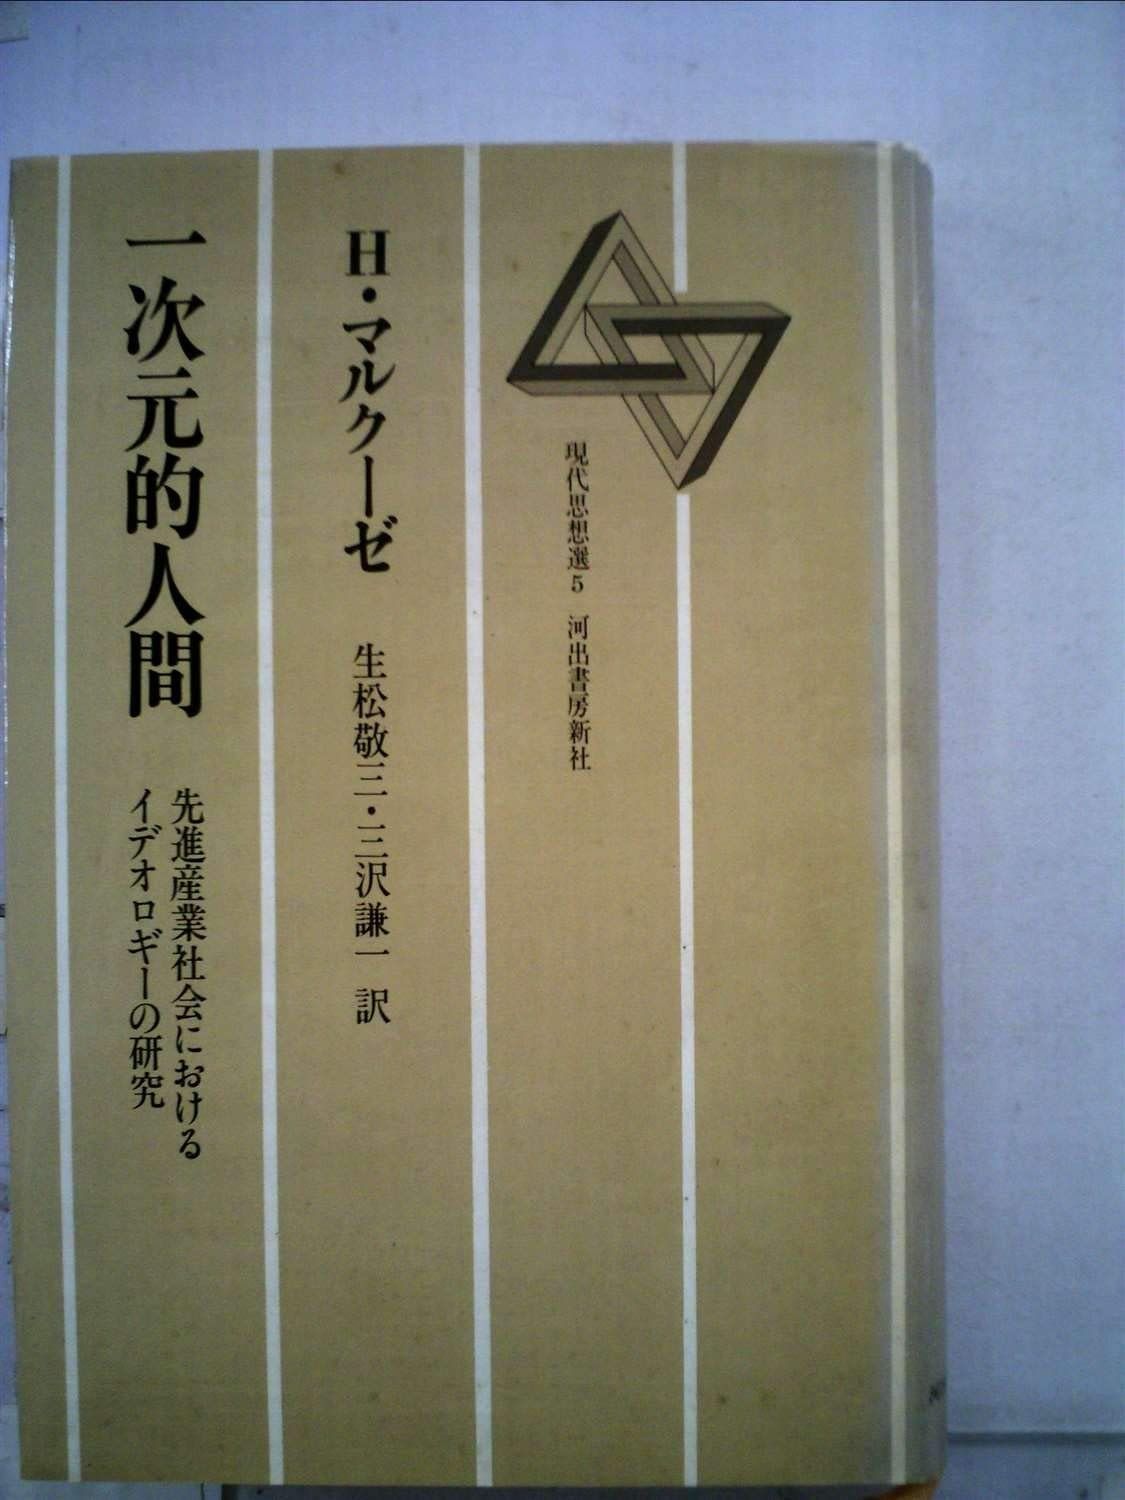 現代思想選5 河出書房新社
H・マルクーゼ 生松敬三・三沢謙一 訳
一次元的人間
先進産業社会における
イデオロギーの研究